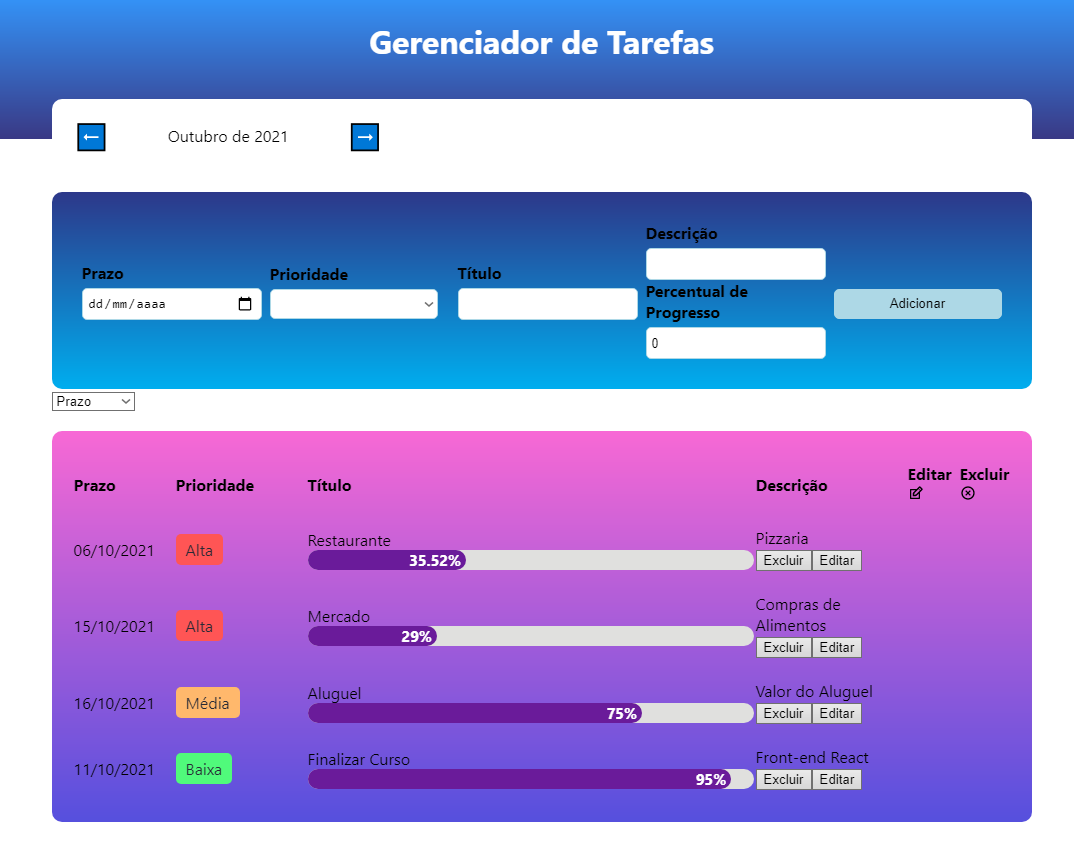 Gerenciador de Tarefas
Outubro de 2021
Prazo
dd/mm/aaaa
Prioridade
Título
Descrição
Percentual de
Progresso
0
Adicionar
Prazo
Prazo Prioridade Título Descrição Editar Excluir
06/10/2021 Alta Restaurante
35.52%
Pizzaria
Excluir Editar
15/10/2021 Alta Mercado
29%
Compras de
Alimentos
Excluir Editar
16/10/2021 Média Aluguel
75%
Valor do Aluguel
Excluir Editar
11/10/2021 Baixa Finalizar Curso
95%
Front-end React
Excluir Editar